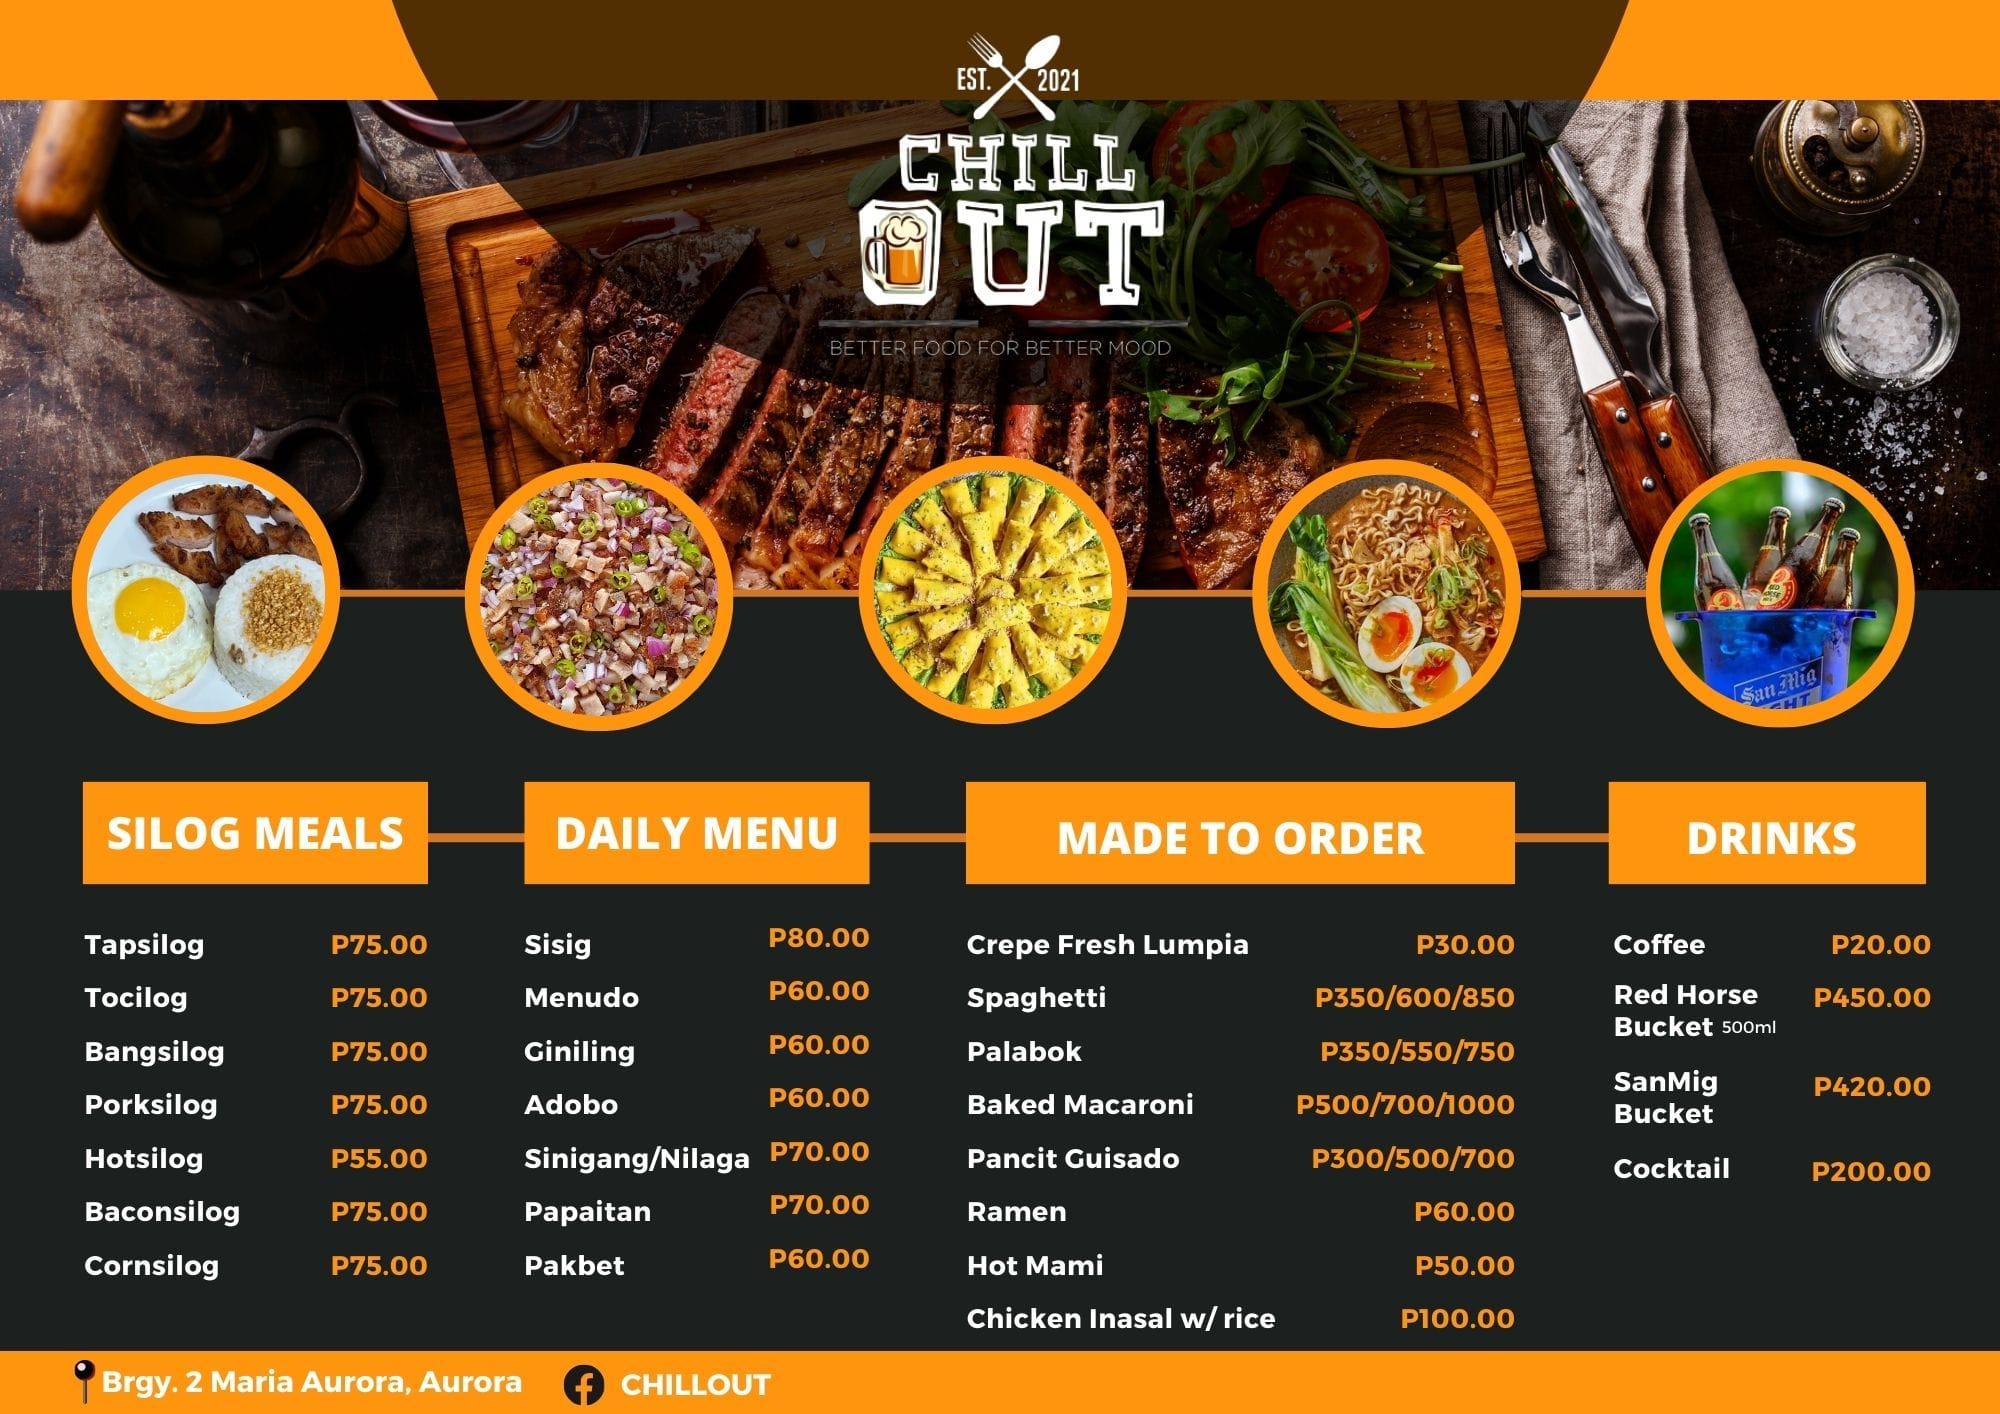 EST. 2021
CHILL
OUT
BETTER FOOD FOR BETTER MOOD
San Mig
SILOG MEALS
Tapsilog P75.00
Tocilog P75.00
Bangsilog P75.00
Porksilog P75.00
Hotsilog P55.00
Baconsilog P75.00
Cornsilog P75.00
DAILY MENU
Sisig P80.00
Menudo P60.00
Giniling P60.00
Adobo P60.00
Sinigang/Nilaga P70.00
Papaitan P70.00
Pakbet P60.00
MADE TO ORDER
Crepe Fresh Lumpia P30.00
Spaghetti P350/600/850
Palabok P350/550/750
Baked Macaroni P500/700/1000
Pancit Guisado P300/500/700
Ramen P60.00
Hot Mami P50.00
Chicken Inasal w/ rice P100.00
DRINKS
Coffee P20.00
Red Horse P450.00
Bucket 500ml
SanMig P420.00
Bucket
Cocktail P200.00
Brgy. 2 Maria Aurora, Aurora
CHILLOUT